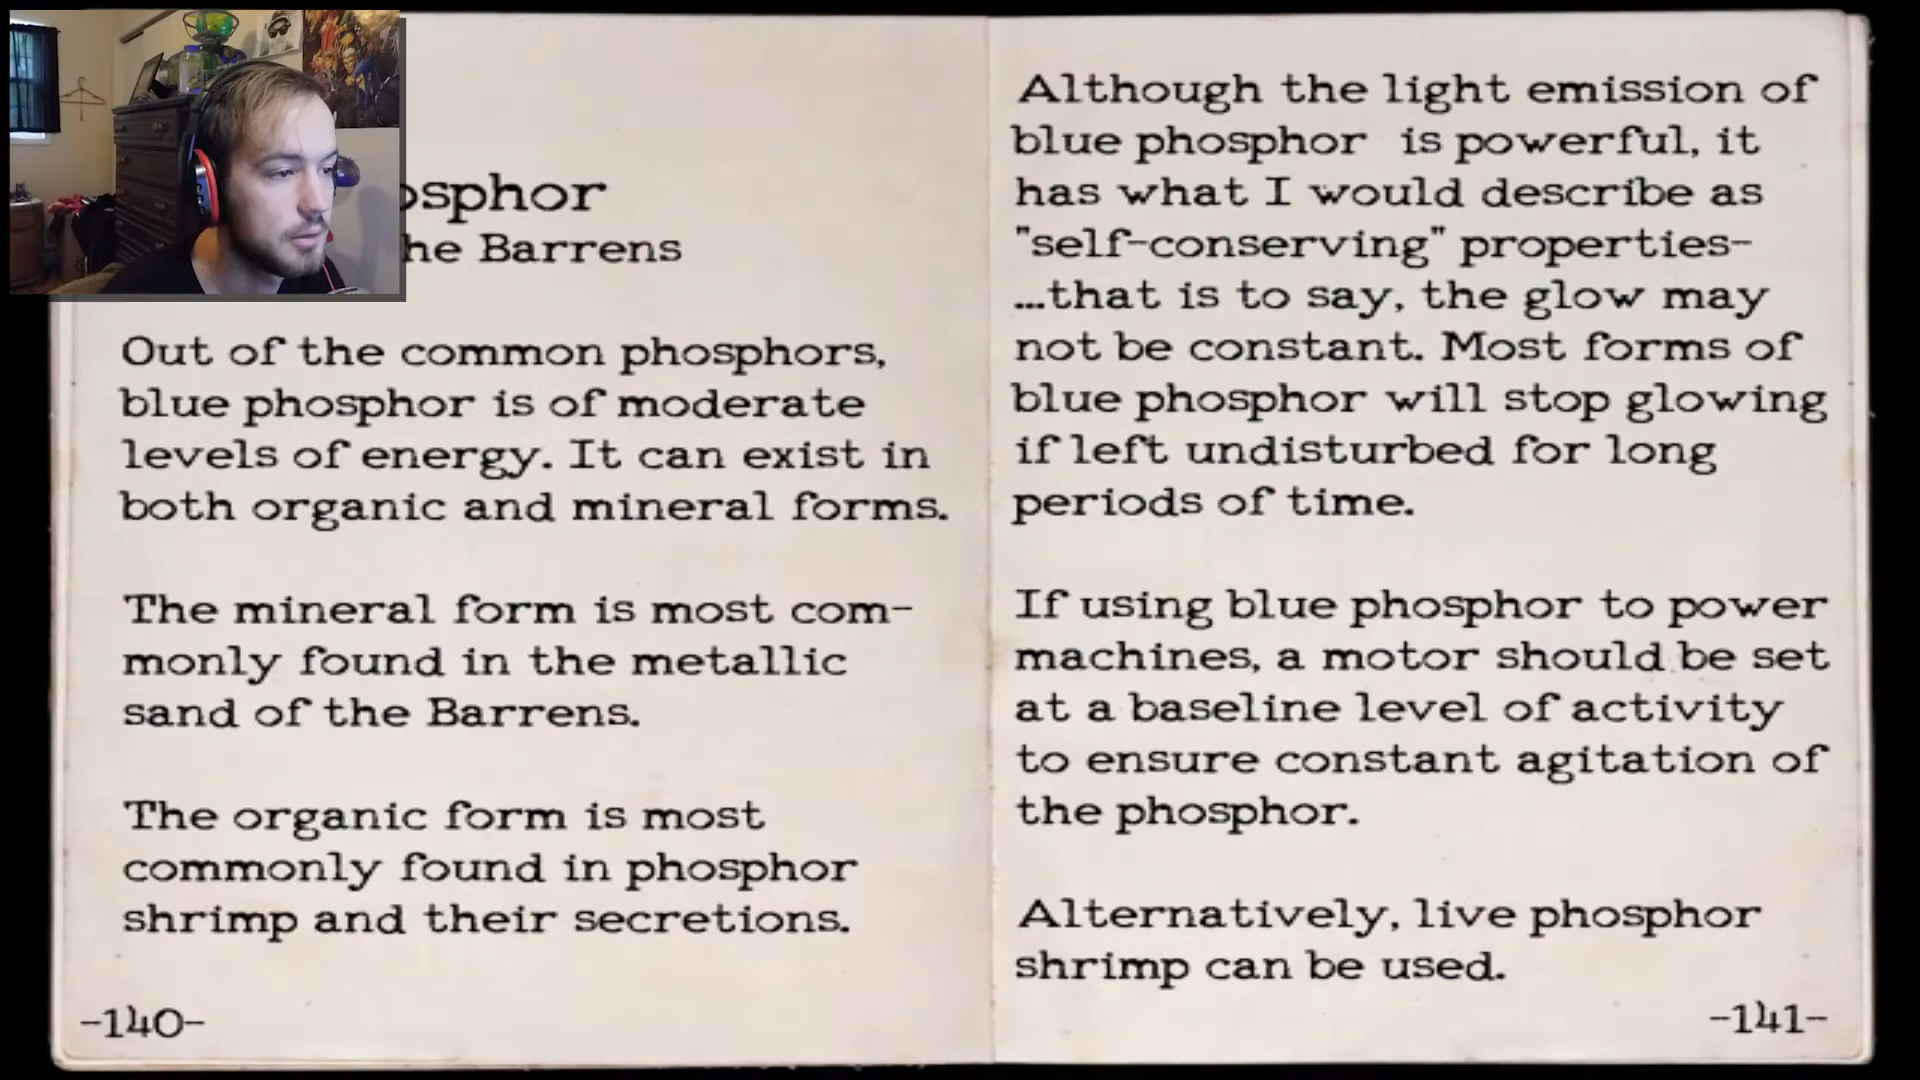 osphor
he Barrens
Out of the common phosphors,
blue phosphor is of moderate
levels of energy. It can exist in
both organic and mineral forms.
The mineral form is most com-
monly found in the metallic
sand of the Barrens.
The organic form is most
commonly found in phosphor
shrimp and their secretions.
-140-
Although the light emission of
blue phosphor is powerful, it
has what I would describe as
"self-conserving" properties-
...that is to say, the glow may
not be constant. Most forms of
blue phosphor will stop glowing
if left undisturbed for long
periods of time.
If using blue phosphor to power
machines, a motor should be set
at a baseline level of activity
to ensure constant agitation of
the phosphor.
Alternatively, live phosphor
shrimp can be used.
-141-